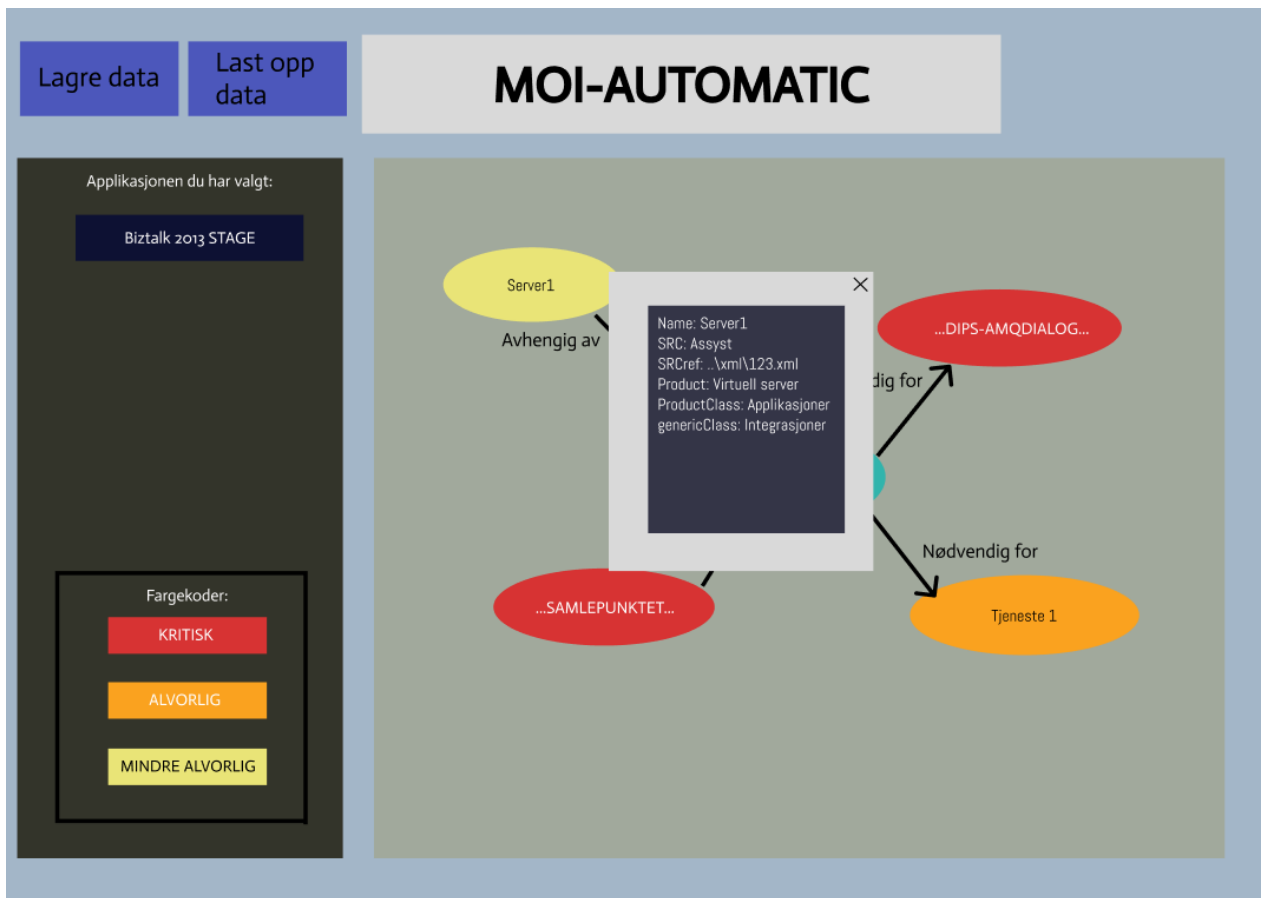 Lagre data
Last opp
data
MOI-AUTOMATIC
Applikasjonen du har valgt:
Biztalk 2013 STAGE
Fargekoder:
KRITISK
ALVORLIG
MINDRE ALVORLIG
Server1
Avhengig av
Name: Server1
SRC: Assyst
SRCref: ..\xml\123.xml
Product: Virtuell server
ProductClass: Applikasjoner
genericClass: Integrasjoner
...DIPS-AMQDIALOG...
dig for
...SAMLEPUNKTET...
Nødvendig for
Tjeneste 1